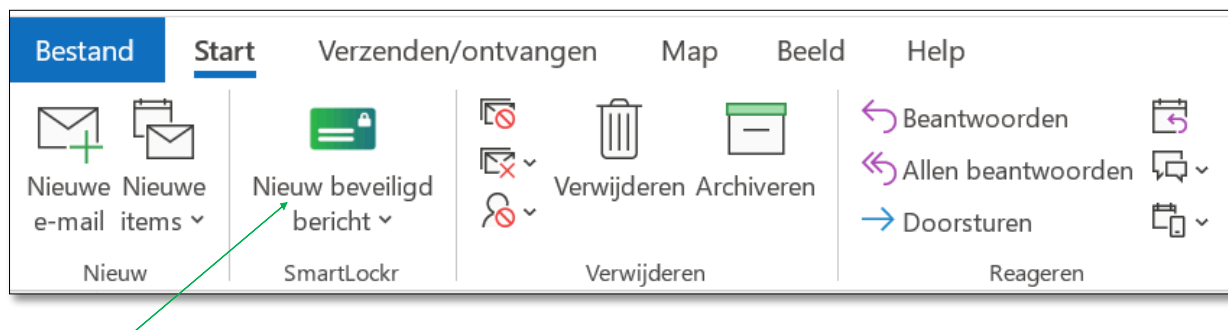 Bestand Start Verzenden/ontvangen Map Beeld Help
Nieuwe e-mail
Nieuwe items
Nieuw
Nieuw beveiligd
bericht
SmartLockr
Verwijderen Archiveren
Verwijderen
Beantwoorden
Allen beantwoorden
Doorsturen
Reageren